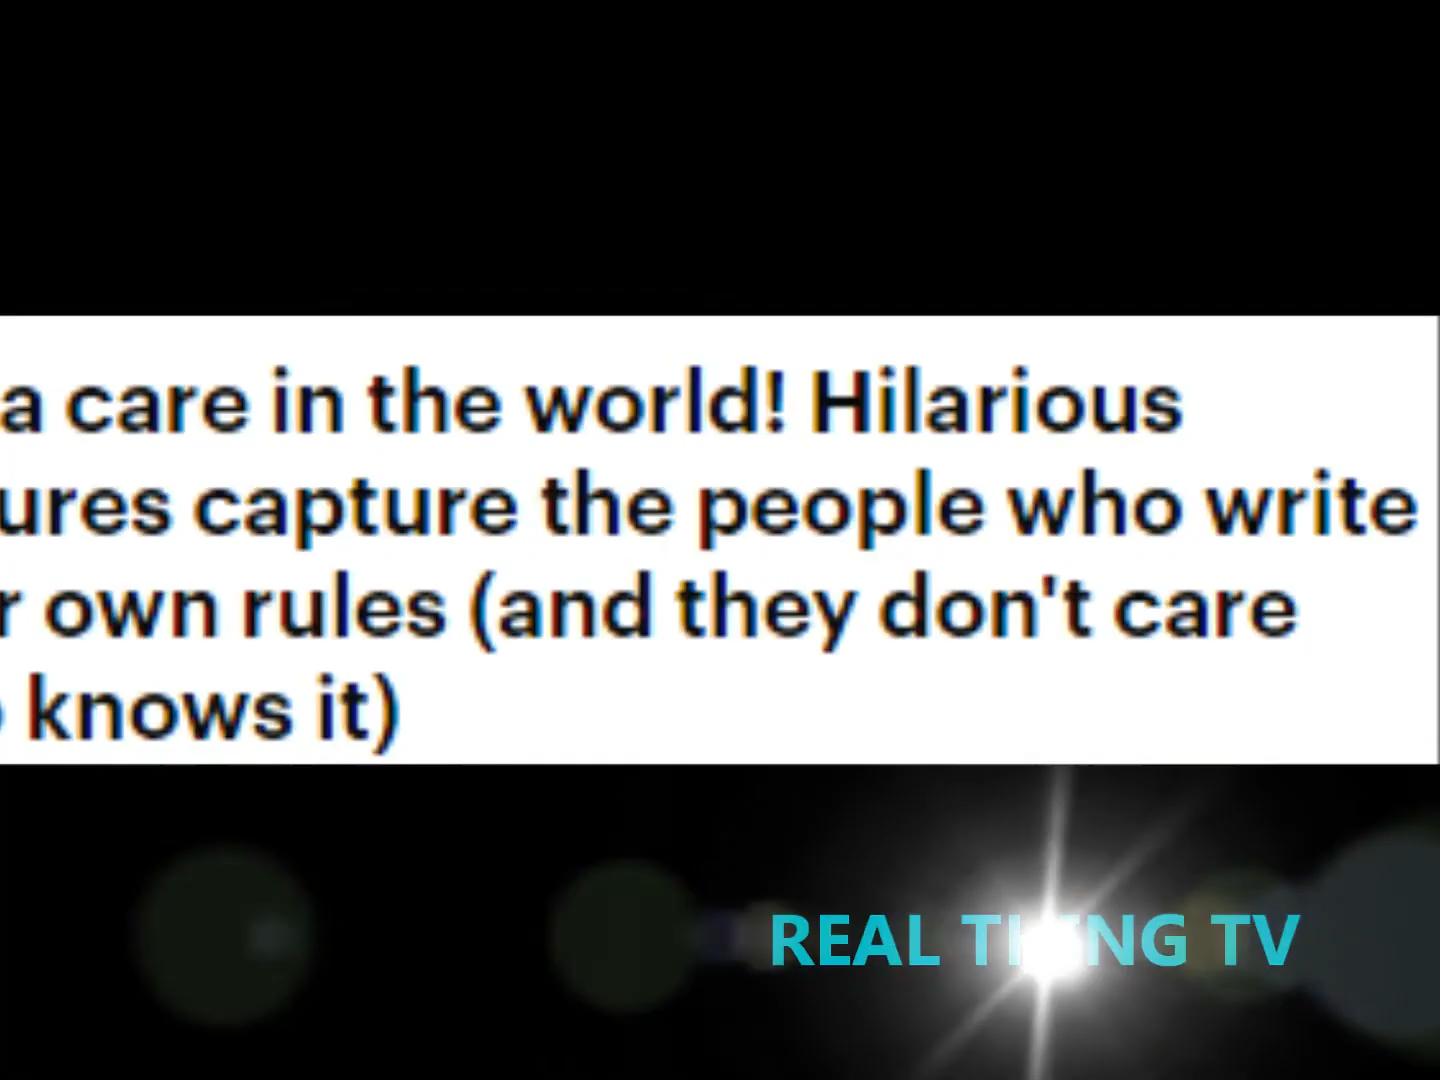 a care in the world! Hilarious
ures capture the people who write
r own rules (and they don't care
knows it)
REAL THING TV